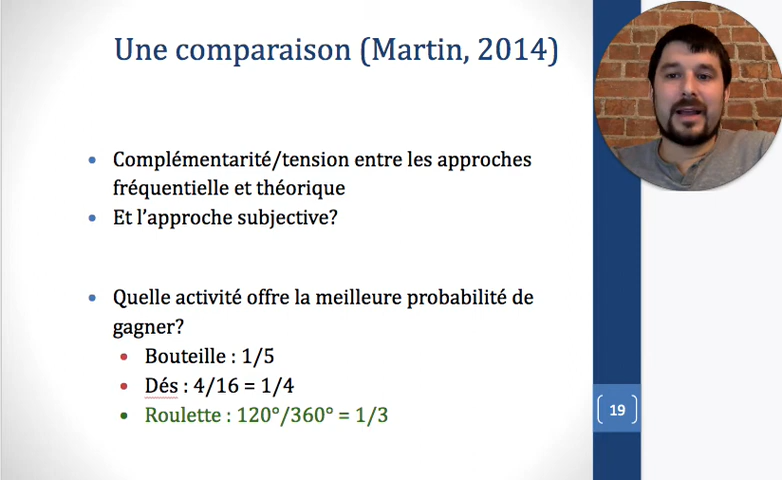 Une comparaison (Martin, 2014)
Complémentarité/tension entre les approches
fréquentielle et théorique
Et l'approche subjective?
Quelle activité offre la meilleure probabilité de
gagner?
Bouteille : 1/5
Dés : 4/16 = 1/4
Roulette : 120°/360° = 1/3
19